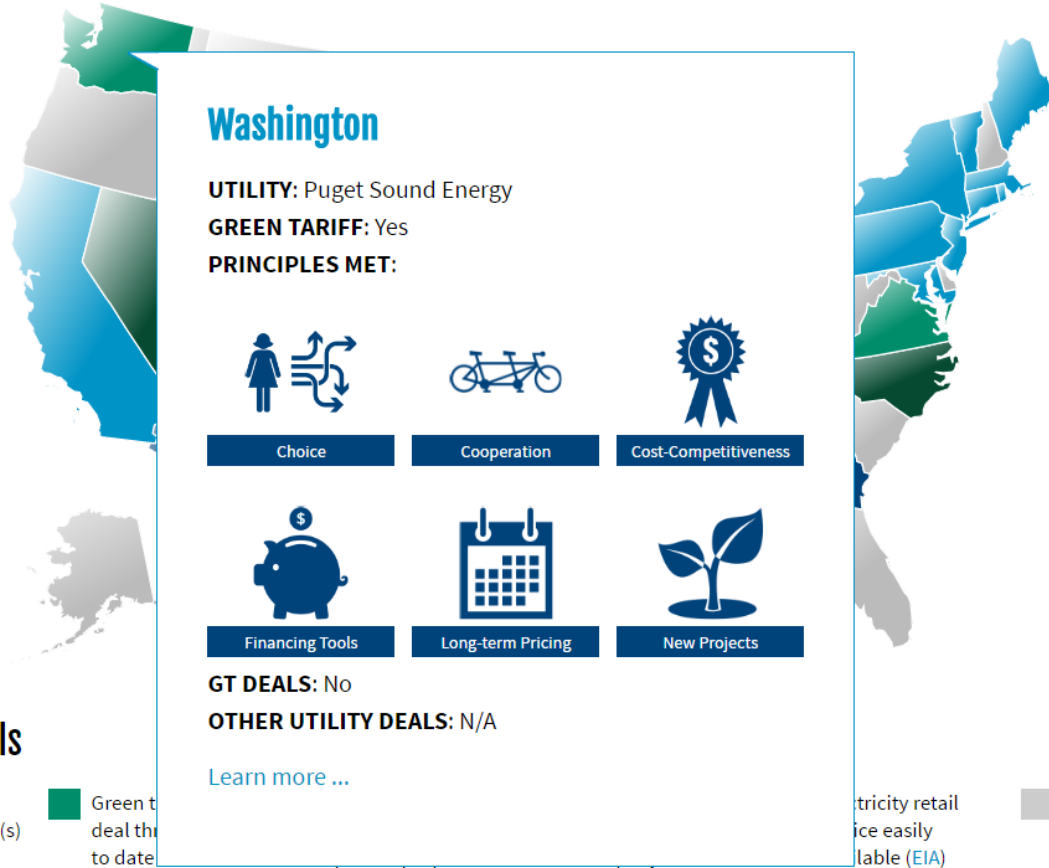 Washington
UTILITY: Puget Sound Energy
GREEN TARIFF: Yes
PRINCIPLES MET:
$
$
Choice Cooperation Cost-Competitiveness
Financing Tools Long-term Pricing New Projects
GT DEALS: No
OTHER UTILITY DEALS: N/A
Learn more ...
ls
Green t
(s) deal thr
to date
ctricity retail
ice easily
lable (EIA)